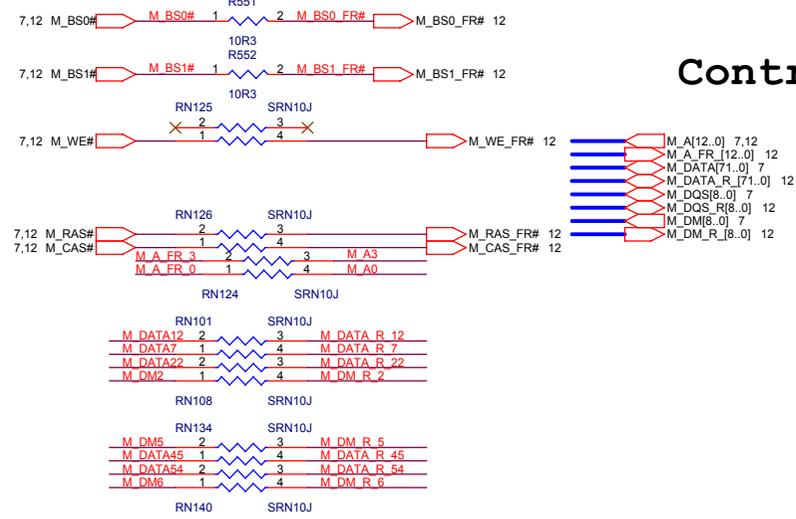 R551
7,12 M_BS0# M_BS0# 1 2 M_BS0_FR# M_BS0_FR# 12
10R3
R552
7,12 M_BS1# M_BS1# 1 2 M_BS1_FR# M_BS1_FR# 12
10R3
Contr
RN125 SRN10J
2 3
7,12 M_WE# 1 4 M_WE_FR# 12
M_A[12..0] 7,12
M_A_FR_[12..0] 12
M_DATA[71..0] 7
M_DATA_R_[71..0] 12
M_DQS[8..0] 7
M_DQS_R[8..0] 12
M_DM[8..0] 7
M_DM_R_[8..0] 12
RN126 SRN10J
7,12 M_RAS# 2 3 M_RAS_FR# 12
7,12 M_CAS# 1 4 M_CAS_FR# 12
M_A_FR_3 2 3 M_A3
M_A_FR_0 1 4 M_A0
RN124 SRN10J
RN101 SRN10J
M_DATA12 2 3 M_DATA_R_12
M_DATA7 1 4 M_DATA_R_7
M_DATA22 2 3 M_DATA_R_22
M_DM2 1 4 M_DM_R_2
RN108 SRN10J
RN134 SRN10J
M_DM5 2 3 M_DM_R_5
M_DATA45 1 4 M_DATA_R_45
M_DATA54 2 3 M_DATA_R_54
M_DM6 1 4 M_DM_R_6
RN140 SRN10J